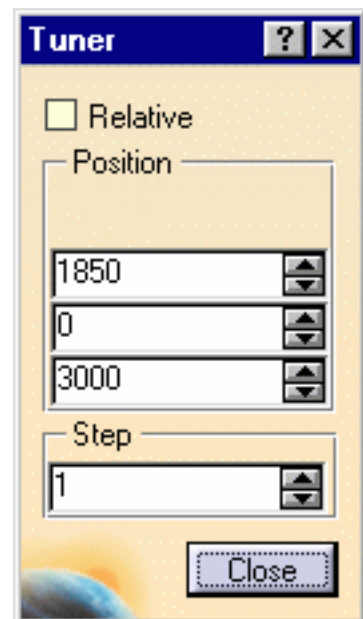 Tuner ? ×
Relative
Position
1850
0
3000
Step
1
Close